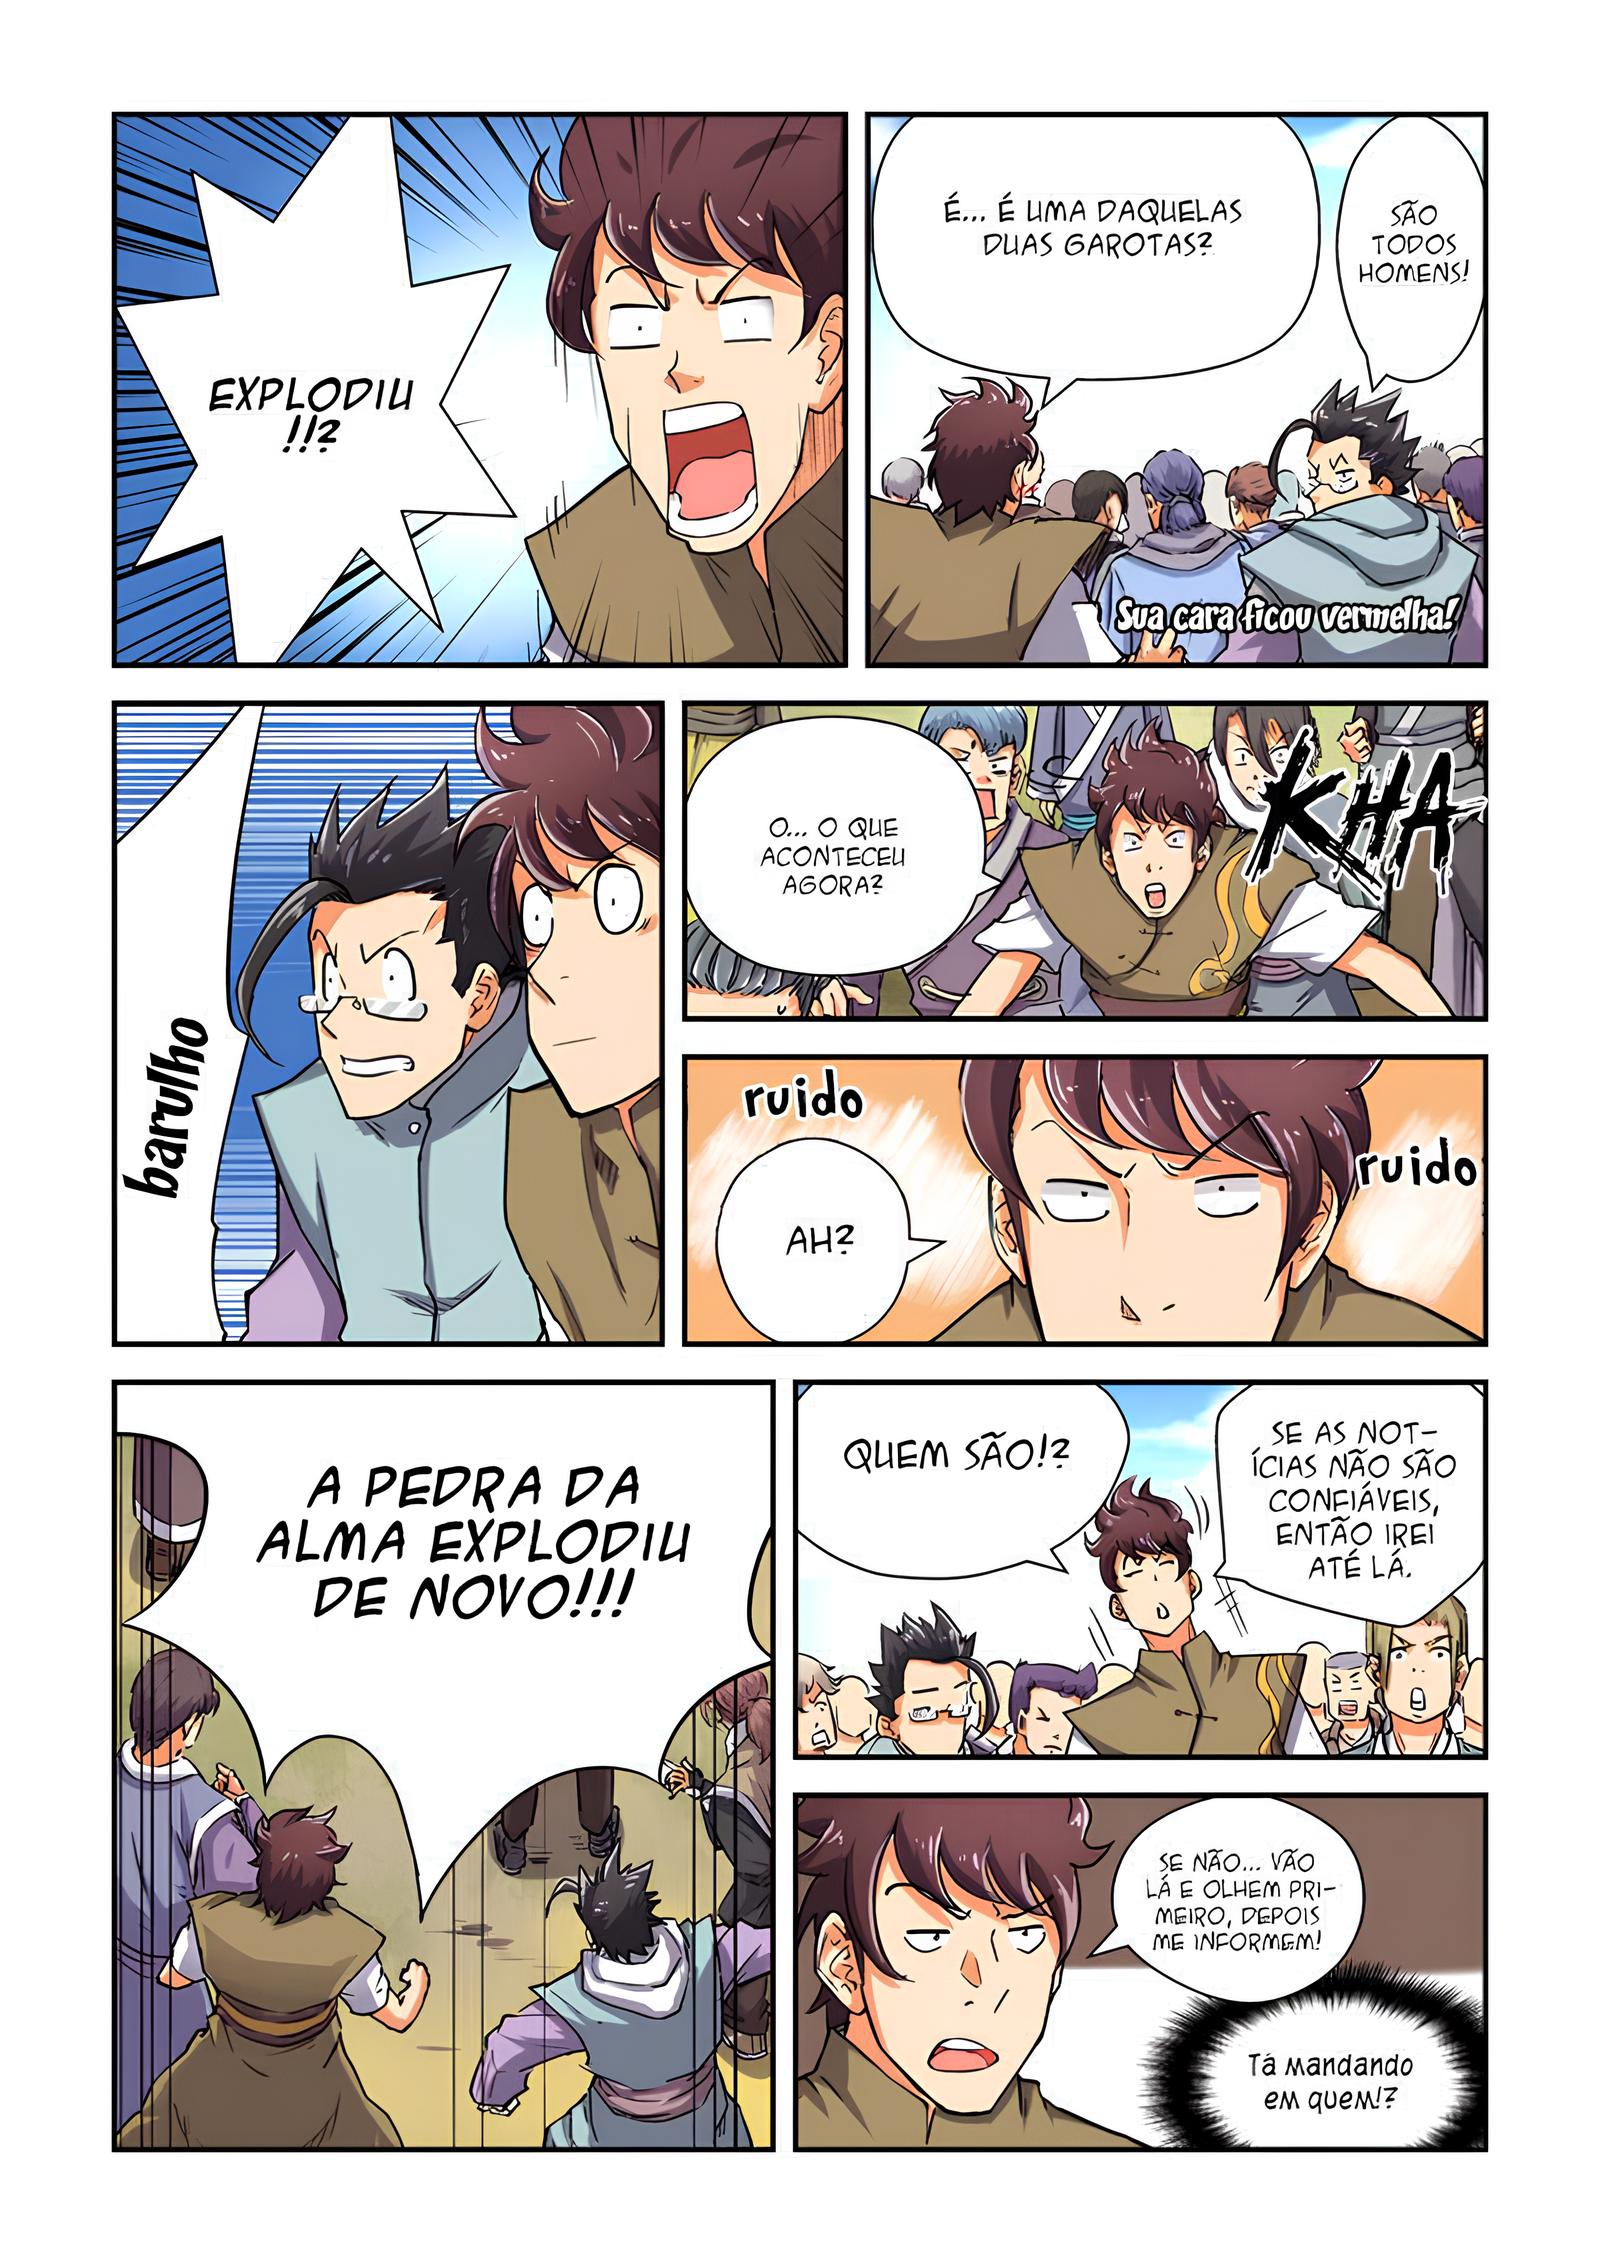 EXPLODIU
!!?
É... É UMA DAQUELAS
DUAS GAROTAS?
SÃO
TODOS
HOMENS!
Sua cara ficou vermelha!
barulho
O... O QUE
ACONTECEU
AGORA?
KHA
ruido
AH?
ruido
A PEDRA DA
ALMA EXPLODIU
DE NOVO!!!
QUEM SÃO!?
SE AS NOT-
ÍCIAS NÃO SÃO
CONFIÁVEIS,
ENTÃO IREI
ATÉ LÁ.
SE NÃO... VÃO
LÁ E OLHEM PRI-
MEIRO, DEPOIS
ME INFORMEM!
Tá mandando
em quem!?